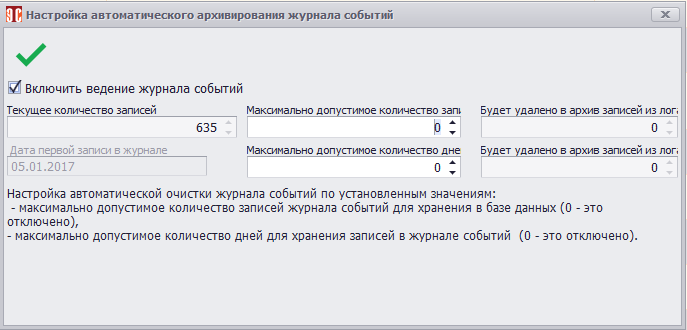 Настройка автоматического архивирования журнала событий
Включить ведение журнала событий
Текущее количество записей Максимально допустимое количество запи Будет удалено в архив записей из лога
635 0 0
Дата первой записи в журнале Максимально допустимое количество дне Будет удалено в архив записей из лога
05.01.2017 0 0
Настройка автоматической очистки журнала событий по установленным значениям:
- максимально допустимое количество записей журнала событий для хранения в базе данных (0 - это
отключено),
- максимально допустимое количество дней для хранения записей в журнале событий (0 - это отключено).